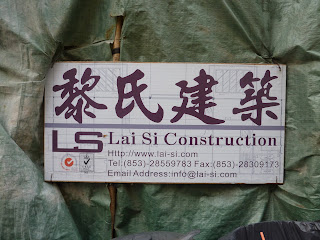 黎氏建築
LS Lai Si Construction
Http://www.lai-si.com
Tel:(853)-28559783 Fax:(853)-28309173
Email Address:info@lai-si.com